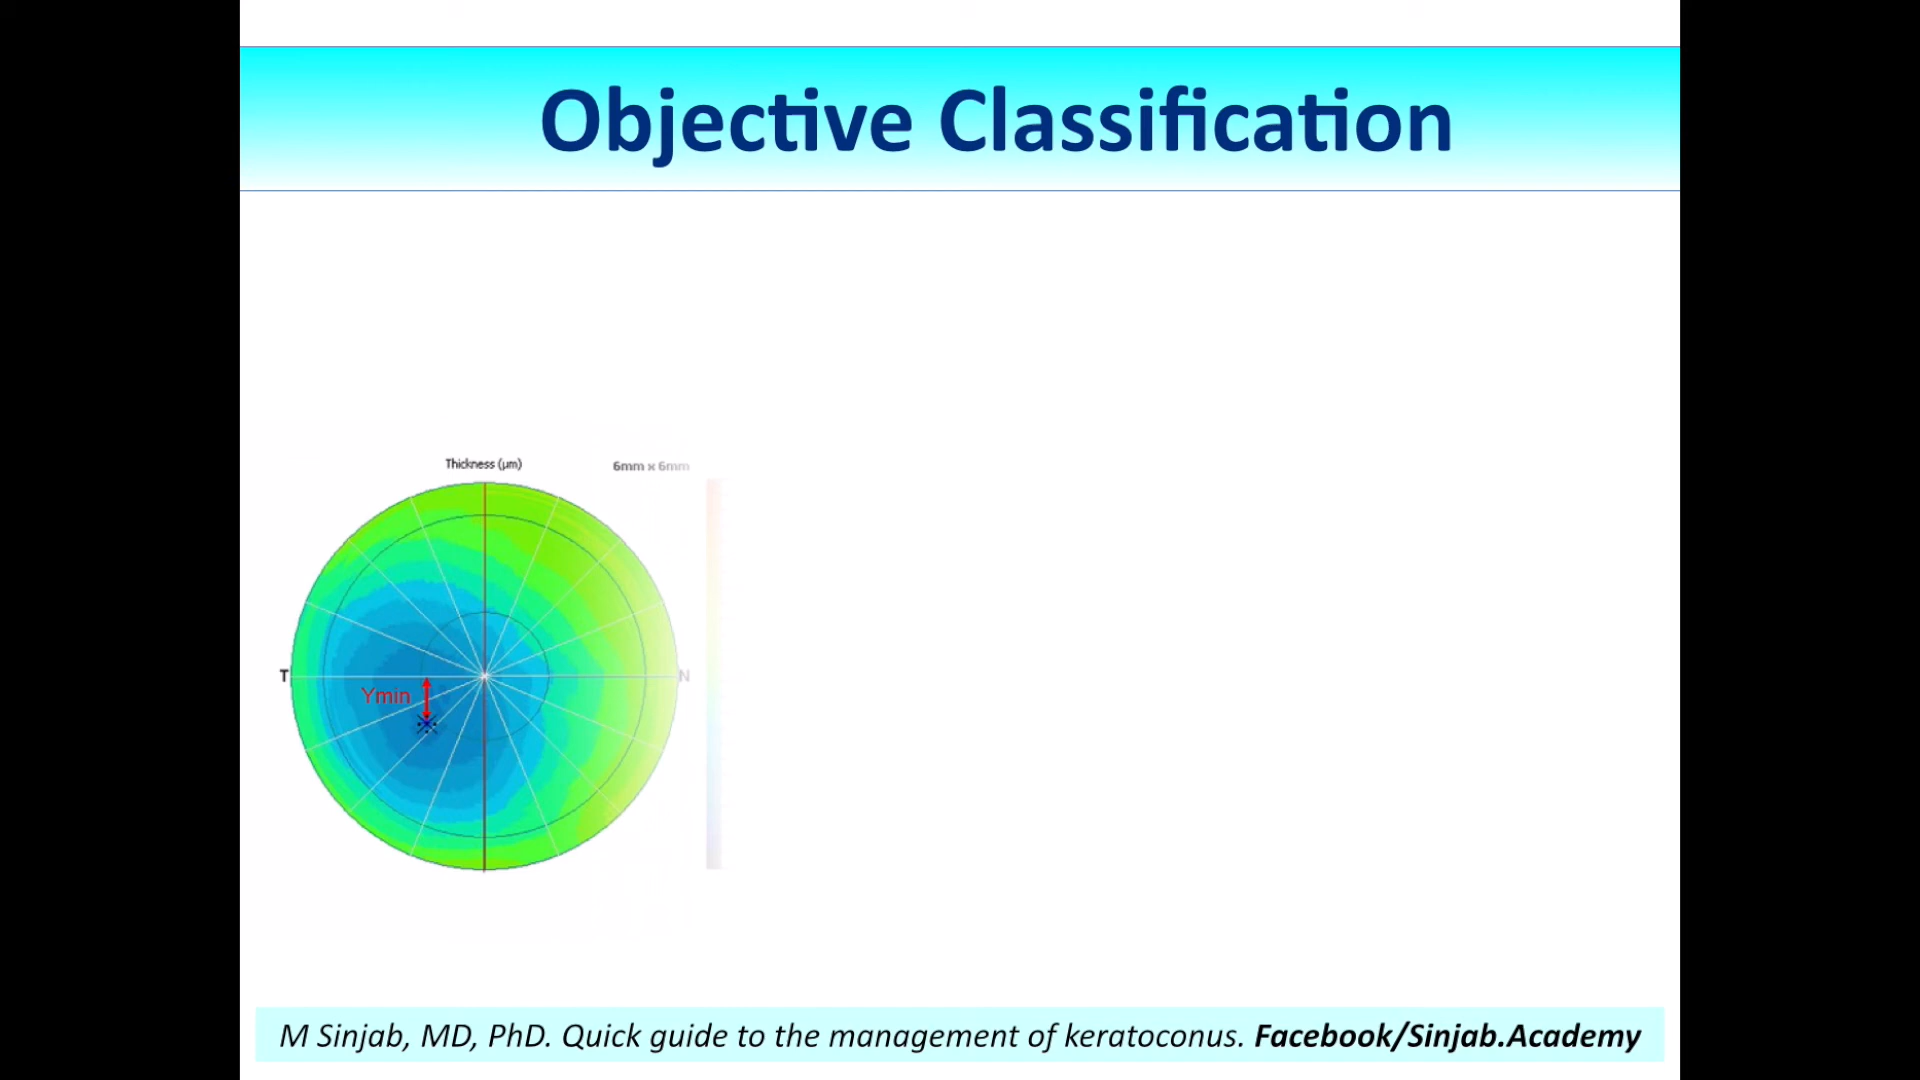 Objective Classification
Thickness (µm)
6mm x 6mm
T
N
Ymin
M Sinjab, MD, PhD. Quick guide to the management of keratoconus. Facebook/Sinjab.Academy